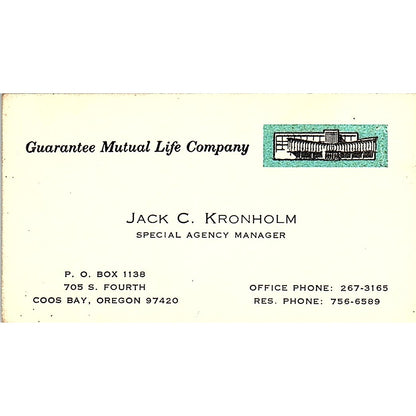 Guarantee Mutual Life Company
JACK C. KRONHOLM
SPECIAL AGENCY MANAGER
P. O. BOX 1138
705 S. FOURTH
COOS BAY, OREGON 97420
OFFICE PHONE: 267-3165
RES. PHONE: 756-6589